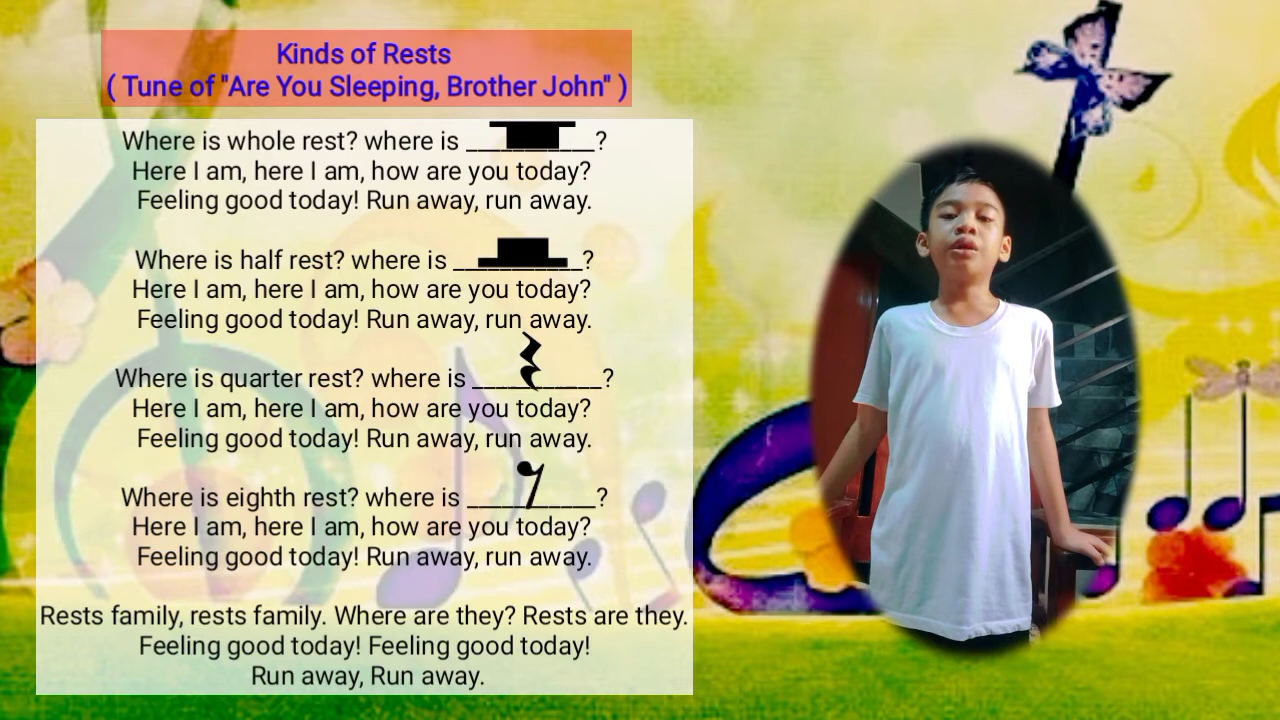 Kinds of Rests
( Tune of "Are You Sleeping, Brother John" )
Where is whole rest? where is __________?
Here I am, here I am, how are you today?
Feeling good today! Run away, run away.
Where is half rest? where is __________?
Here I am, here I am, how are you today?
Feeling good today! Run away, run away.
Where is quarter rest? where is __________?
Here I am, here I am, how are you today?
Feeling good today! Run away, run away.
Where is eighth rest? where is __________?
Here I am, here I am, how are you today?
Feeling good today! Run away, run away.
Rests family, rests family. Where are they? Rests are they.
Feeling good today! Feeling good today!
Run away, Run away.